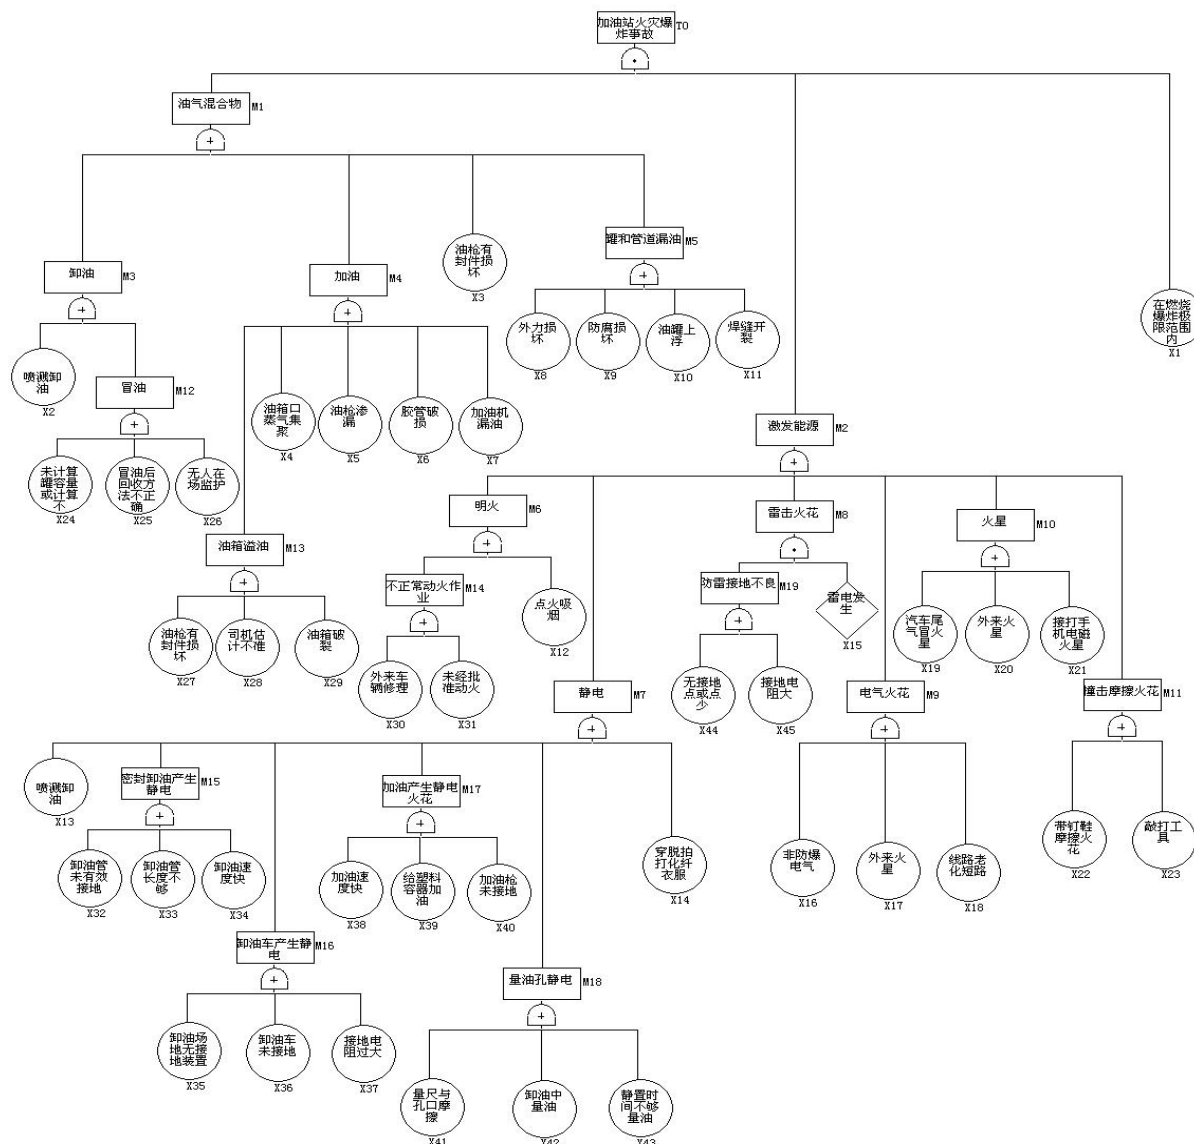 加油站火灾爆
炸事故
T0
油气混合物
M1
卸油
M3
加油
M4
油枪有
封件损
坏
X3
罐和管道漏油
M5
在燃烧
爆炸极
限范围
内
X1
外力损
坏
X8
防腐损
坏
X9
油罐上
浮
X10
焊缝开
裂
X11
喷溅卸
油
X2
冒油
M12
油箱口
蒸气集
聚
X4
油枪渗
漏
X5
胶管破
损
X6
加油机
漏油
X7
激发能源
M2
未计算
罐容量
或计算不
X24
冒油后
回收方
法不正
确
X25
无人在
场监护
X26
明火
M6
雷击火花
M8
火星
M10
油箱溢油
M13
不正常动火作
业
M14
点火吸
烟
X12
防雷接地不良
M19
雷电发
生
X15
汽车尾
气冒火
星
X19
外来火
星
X20
接打手
机电磁
火星
X21
油枪有
封件损
坏
X27
司机估
计不准
X28
油箱破
裂
X29
外来车
辆修理
X30
未经批
准动火
X31
静电
M7
无接地
点或点
少
X44
接地电
阻大
X45
电气火花
M9
撞击摩擦火花
M11
喷溅卸
油
X13
密封卸油产生
静电
M15
加油产生静电
火花
M17
卸油管
未有效
接地
X32
卸油管
长度不
够
X33
卸油速
度快
X34
加油速
度快
X38
给塑料
容器加
油
X39
加油枪
未接地
X40
穿脱拍
打化纤
衣服
X14
非防爆
电气
X16
外来火
星
X17
线路老
化短路
X18
带钉鞋
摩擦火
花
X22
敲打工
具
X23
卸油车产生静
电
M16
量油孔静电
M18
卸油场
地无接
地装置
X35
卸油车
未接地
X36
接地电
阻过大
X37
量尺与
孔口摩
擦
X41
卸油中
量油
X42
静置时
间不够
量油
X43